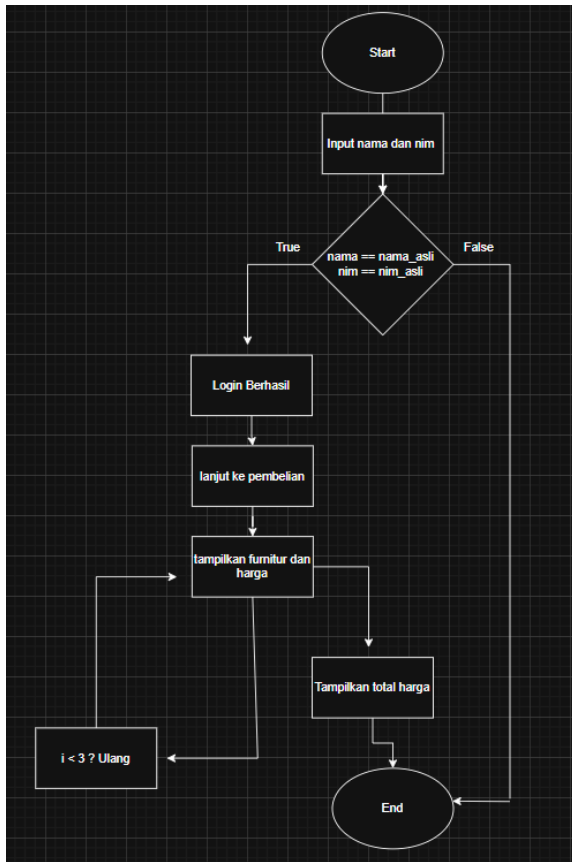 Start
Input nama dan nim
True
False
nama == nama_asli
nim == nim_asli
Login Berhasil
lanjut ke pembelian
tampilkan furnitur dan
harga
Tampilkan total harga
i < 3 ? Ulang
End